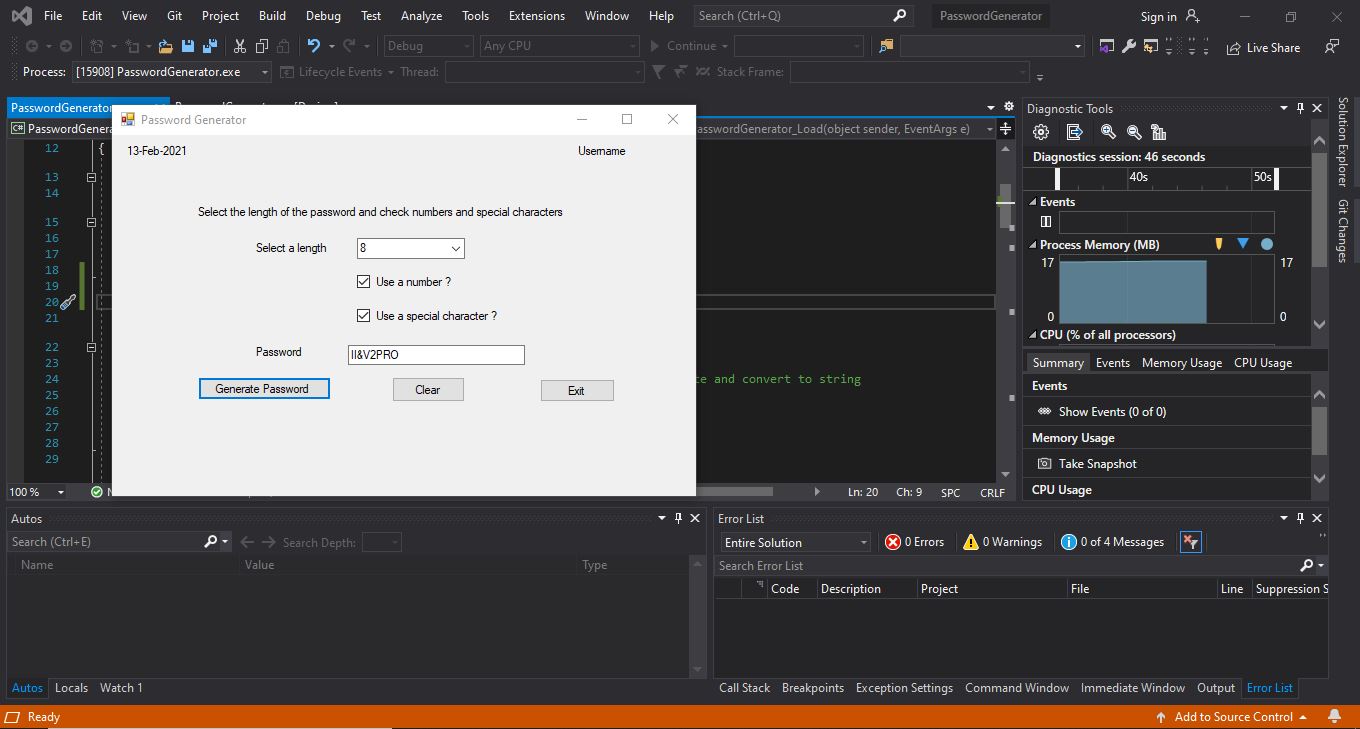 File Edit View Git Project Build Debug Test Analyze Tools Extensions Window Help Search (Ctrl+Q) PasswordGenerator Sign in
Debug Any CPU Continue Live Share
Process: [15908] PasswordGenerator.exe Lifecycle Events Thread: Stack Frame:
PasswordGenerator
Password Generator
C# PasswordGenera
asswordGenerator_Load(object sender, EventArgs e)
13-Feb-2021 Username
Select the length of the password and check numbers and special characters
Select a length 8
Use a number ?
Use a special character ?
Password II&V2PRO
Generate Password Clear Exit
12 {
13
14
15
16
17
18
19
20
21
22
23
24 te and convert to string
25
26
27
28
29
100 % Ln: 20 Ch: 9 SPC CRLF
Diagnostic Tools
Diagnostics session: 46 seconds
40s 50s
Events
Process Memory (MB)
17 17
0 0
CPU (% of all processors)
Summary Events Memory Usage CPU Usage
Events
Show Events (0 of 0)
Memory Usage
Take Snapshot
CPU Usage
Solution Explorer
Git Changes
Autos
Search (Ctrl+E) Search Depth:
Name Value Type
Autos Locals Watch 1
Error List
Entire Solution 0 Errors 0 Warnings 0 of 4 Messages
Search Error List
Code Description Project File Line Suppression S
Call Stack Breakpoints Exception Settings Command Window Immediate Window Output Error List
Ready Add to Source Control